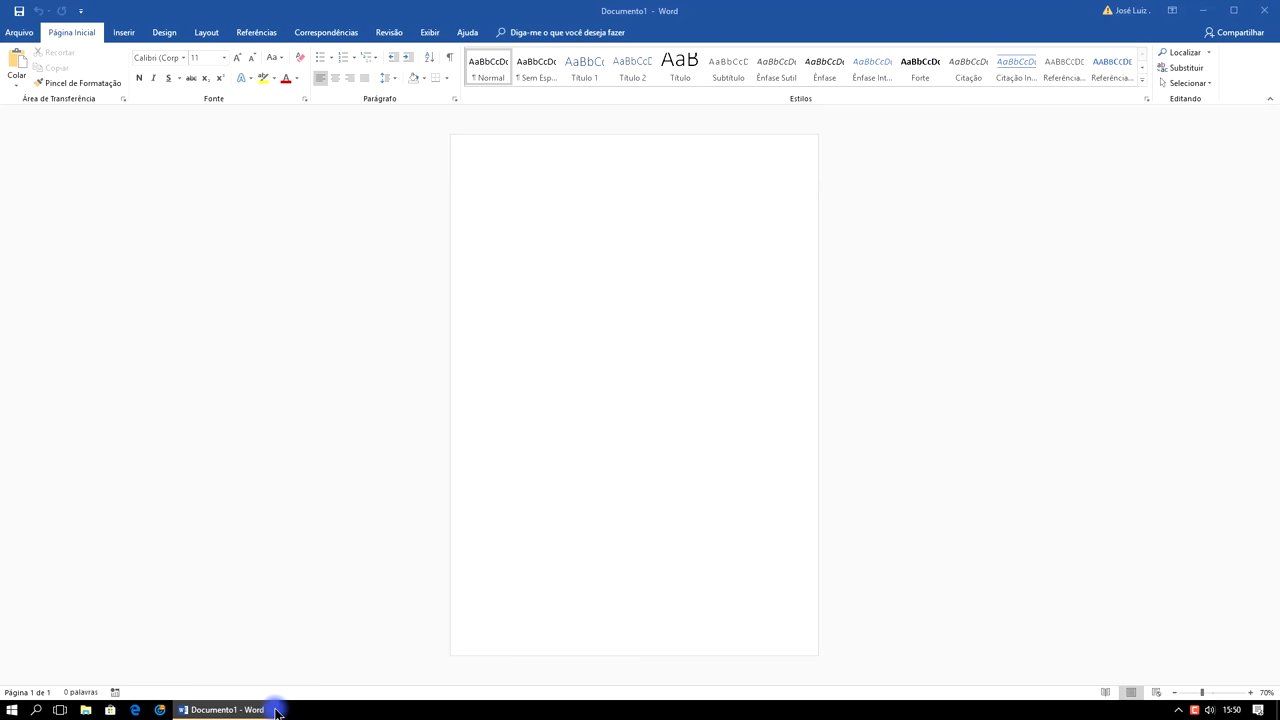 Documento1 - Word
José Luiz .
Arquivo
Página Inicial
Inserir
Design
Layout
Referências
Correspondências
Revisão
Exibir
Ajuda
Diga-me o que você deseja fazer
Compartilhar
Colar
Recortar
Copiar
Pincel de Formatação
Área de Transferência
Calibri (Corp
11
Aa
N
I
S
abc
x₂
x²
A
A
Fonte
Parágrafo
AaBbCcDc
¶ Normal
AaBbCcDc
¶ Sem Esp...
AaBbC(
Título 1
AaBbCcD
Título 2
AaB
Título
AaBbCcD
Subtítulo
AaBbCcDc
Ênfase Sutil
AaBbCcDc
Ênfase
AaBbCcDc
Ênfase Int...
AaBbCcDc
Forte
AaBbCcDc
Citação
AaBbCcDc
Citação In...
AaBbCcDc
Referência...
AaBbCcDc
Referência...
Estilos
Localizar
Substituir
Selecionar
Editando
Página 1 de 1
0 palavras
70%
Documento1 - Word
15:50